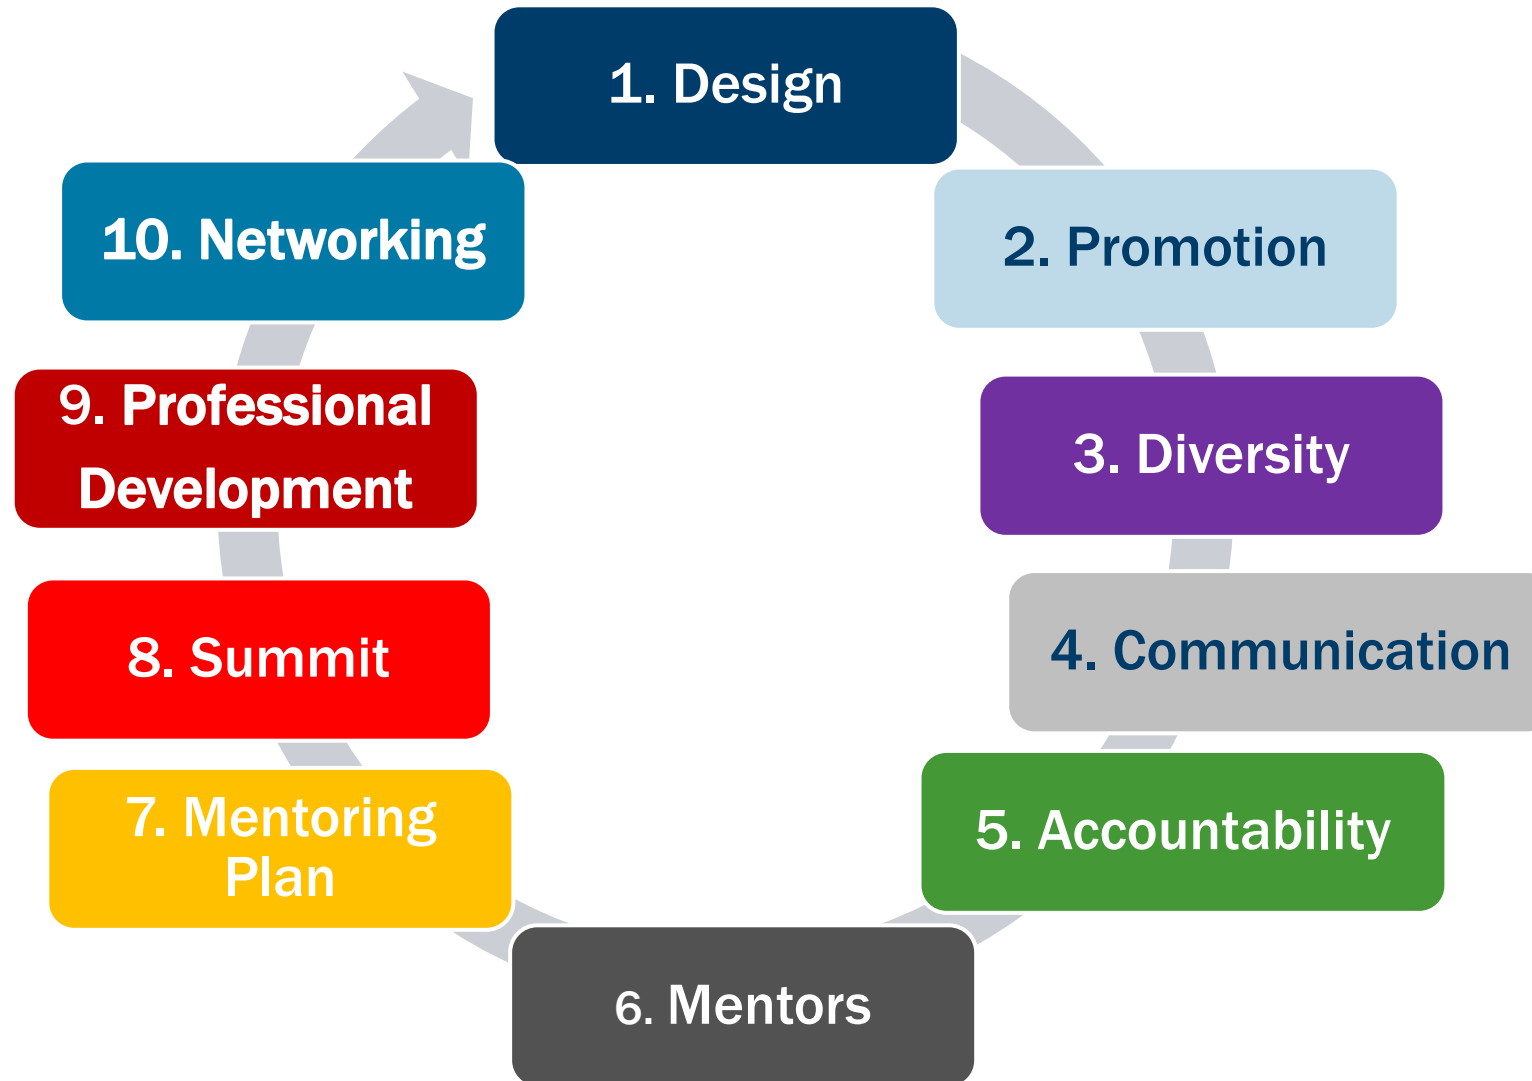 1. Design
2. Promotion
3. Diversity
4. Communication
5. Accountability
6. Mentors
7. Mentoring
Plan
8. Summit
9. Professional
Development
10. Networking